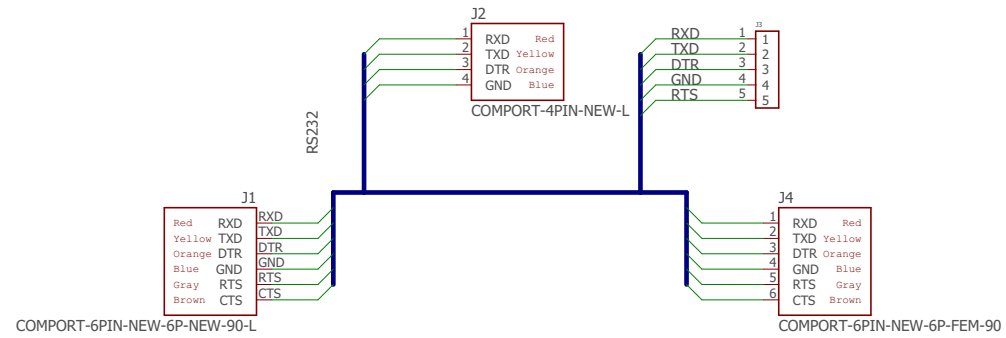 J2
1 RXD Red
2 TXD Yellow
3 DTR Orange
4 GND Blue
COMPORT-4PIN-NEW-L
J3
RXD 1 1
TXD 2 2
DTR 3 3
GND 4 4
RTS 5 5
RS232
J1
Red RXD RXD
Yellow TXD TXD
Orange DTR DTR
Blue GND GND
Gray RTS RTS
Brown CTS CTS
COMPORT-6PIN-NEW-6P-NEW-90-L
J4
1 RXD Red
2 TXD Yellow
3 DTR Orange
4 GND Blue
5 RTS Gray
6 CTS Brown
COMPORT-6PIN-NEW-6P-FEM-90